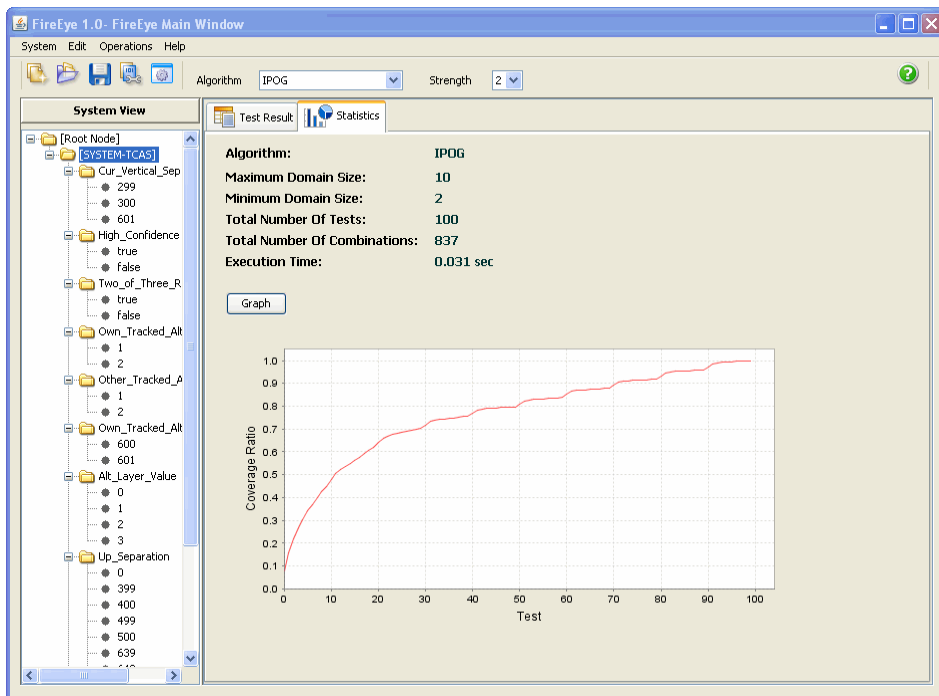 FireEye 1.0- FireEye Main Window
System Edit Operations Help
Algorithm IPOG Strength 2
System View
[Root Node]
[SYSTEM-TCAS]
Cur_Vertical_Sep
299
300
601
High_Confidence
true
false
Two_of_Three_R
true
false
Own_Tracked_Alt
1
2
Other_Tracked_A
1
2
Own_Tracked_Alt
600
601
Alt_Layer_Value
0
1
2
3
Up_Separation
0
399
400
499
500
639
Test Result Statistics
Algorithm: IPOG
Maximum Domain Size: 10
Minimum Domain Size: 2
Total Number Of Tests: 100
Total Number Of Combinations: 837
Execution Time: 0.031 sec
Graph
Coverage Ratio
1.0
0.9
0.8
0.7
0.6
0.5
0.4
0.3
0.2
0.1
0.0
0 10 20 30 40 50 60 70 80 90 100
Test